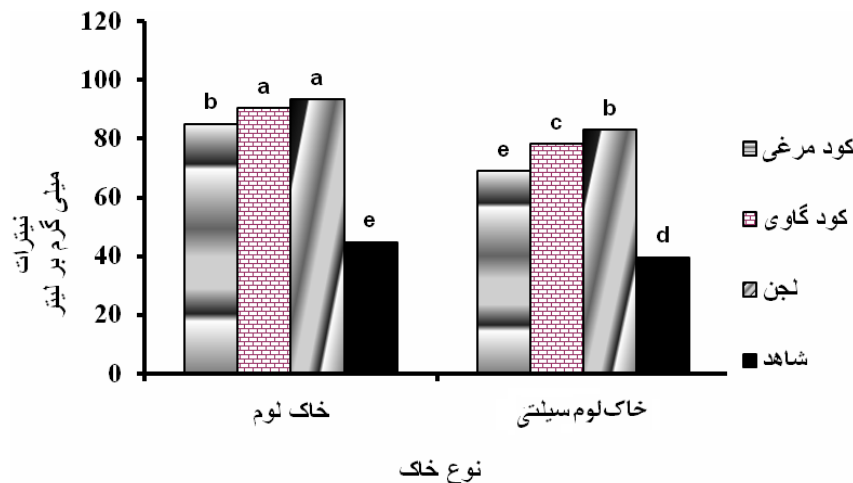 120
100
80
60
40
20
0
نیترات
میلی گرم بر لیتر
b
a
a
e
e
c
b
d
خاک لوم
خاک لوم سیلتی
نوع خاک
کود مرغی
کود گاوی
لجن
شاهد